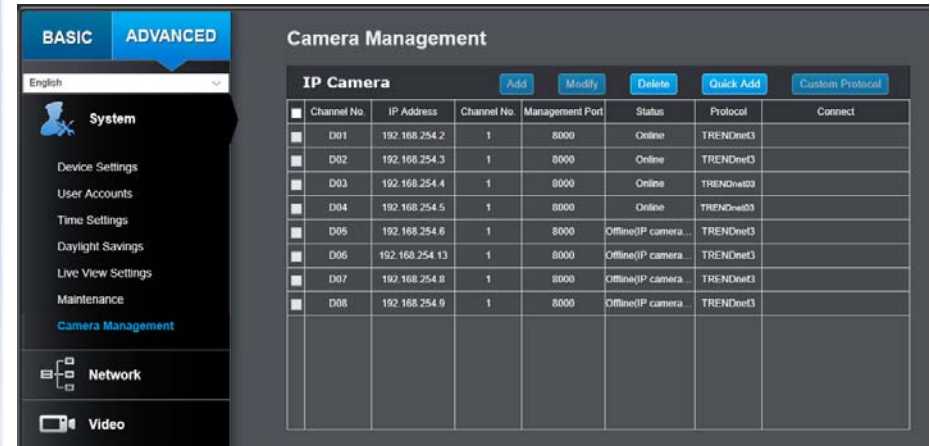 BASIC ADVANCED
Camera Management
English
IP Camera Add Modify Delete Quick Add Custom Protocol
System
Channel No. IP Address Channel No. Management Port Status Protocol Connect
D01 192.168.254.2 1 8000 Online TRENDnet3
D02 192.168.254.3 1 8000 Online TRENDnet3
D03 192.168.254.4 1 8000 Online TRENDnet03
D04 192.168.254.5 1 8000 Online TRENDnet03
D05 192.168.254.6 1 8000 Offline(IP camera... TRENDnet3
D06 192.168.254.13 1 8000 Offline(IP camera... TRENDnet3
D07 192.168.254.8 1 8000 Offline(IP camera... TRENDnet3
D08 192.168.254.9 1 8000 Offline(IP camera... TRENDnet3
Device Settings
User Accounts
Time Settings
Daylight Savings
Live View Settings
Maintenance
Camera Management
Network
Video